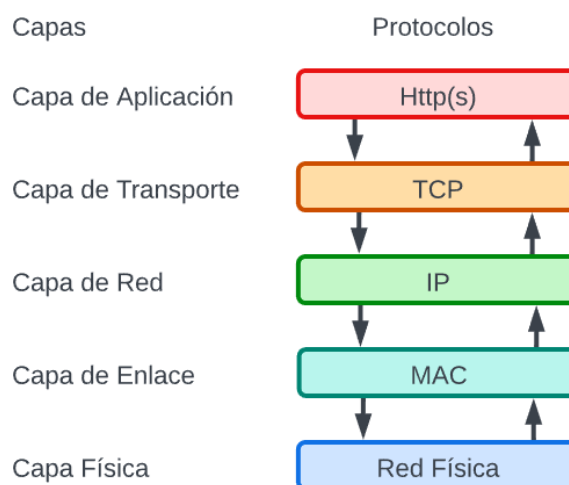 Capas Protocolos
Capa de Aplicación Http(s)
Capa de Transporte TCP
Capa de Red IP
Capa de Enlace MAC
Capa Física Red Física